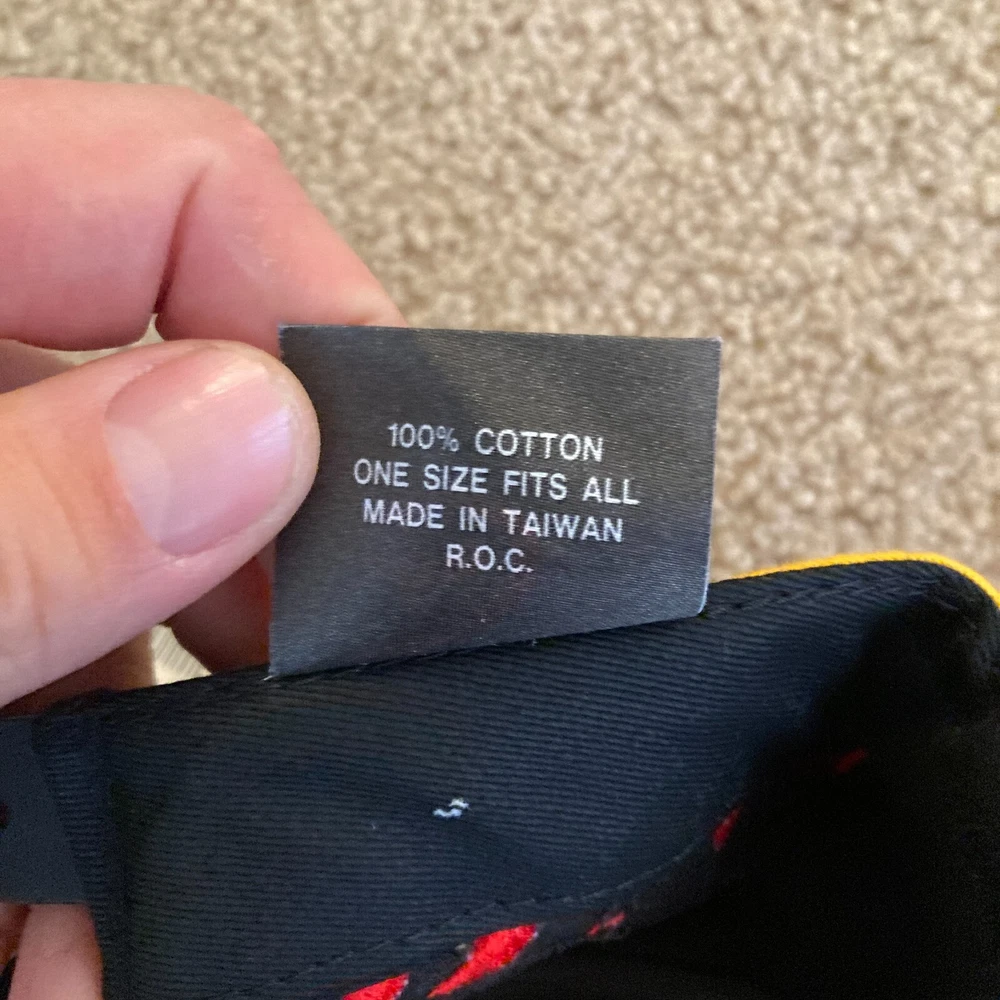 100% COTTON
ONE SIZE FITS ALL
MADE IN TAIWAN
R.O.C.